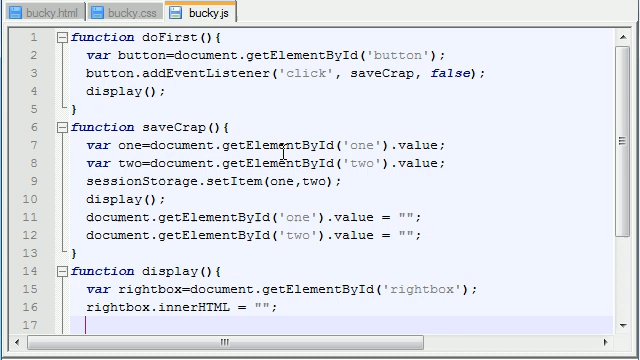 bucky.html bucky.css bucky.js
1 function doFirst(){
2 var button=document.getElementById('button');
3 button.addEventListener('click', saveCrap, false);
4 display();
5 }
6 function saveCrap(){
7 var one=document.getElementById('one').value;
8 var two=document.getElementById('two').value;
9 sessionStorage.setItem(one,two);
10 display();
11 document.getElementById('one').value = "";
12 document.getElementById('two').value = "";
13 }
14 function display(){
15 var rightbox=document.getElementById('rightbox');
16 rightbox.innerHTML = "";
17